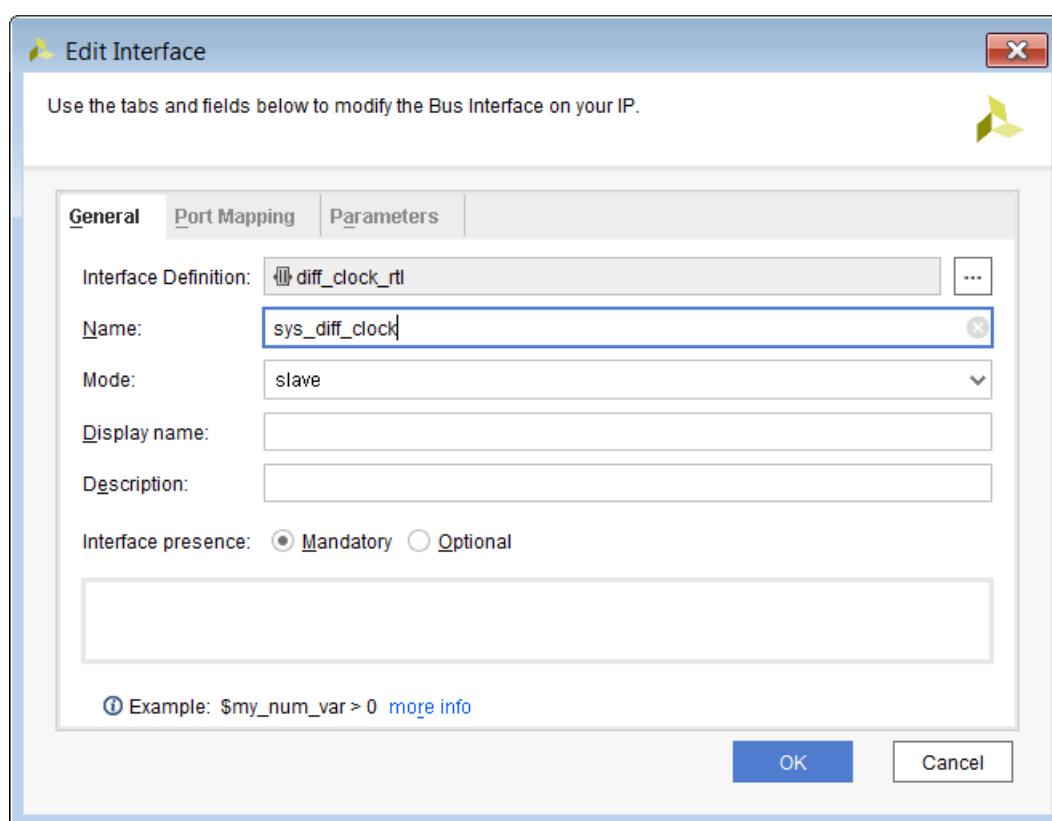 Edit Interface
Use the tabs and fields below to modify the Bus Interface on your IP.
General Port Mapping Parameters
Interface Definition: diff_clock_rtl ...
Name: sys_diff_clock
Mode: slave
Display name:
Description:
Interface presence: Mandatory Optional
Example: $my_num_var > 0 more info
OK Cancel